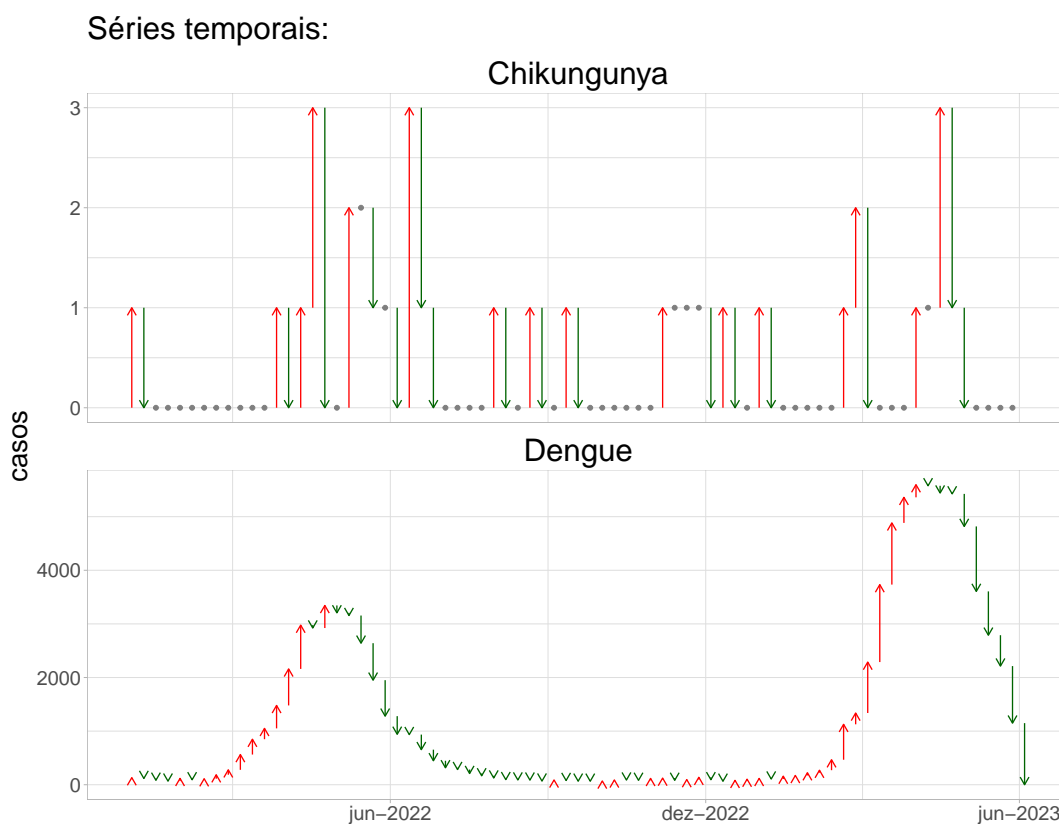 Séries temporais:
Chikungunya
3
2
1
0
casos
Dengue
4000
2000
0
jun−2022
dez−2022
jun−2023